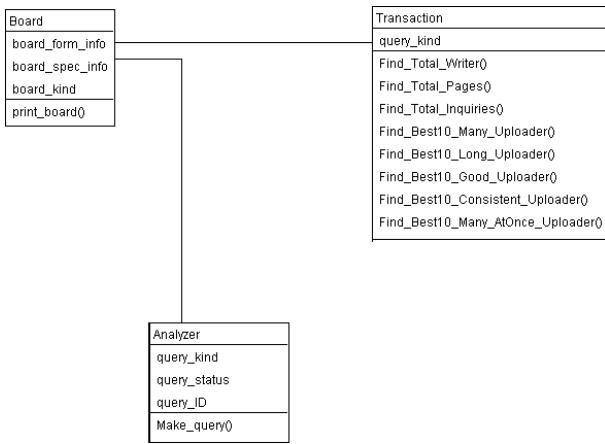 Board
board_form_info
board_spec_info
board_kind
print_board()
Transaction
query_kind
Find_Total_Writer()
Find_Total_Pages()
Find_Total_Inquiries()
Find_Best10_Many_Uploader()
Find_Best10_Long_Uploader()
Find_Best10_Good_Uploader()
Find_Best10_Consistent_Uploader()
Find_Best10_Many_AtOnce_Uploader()
Analyzer
query_kind
query_status
query_ID
Make_query()